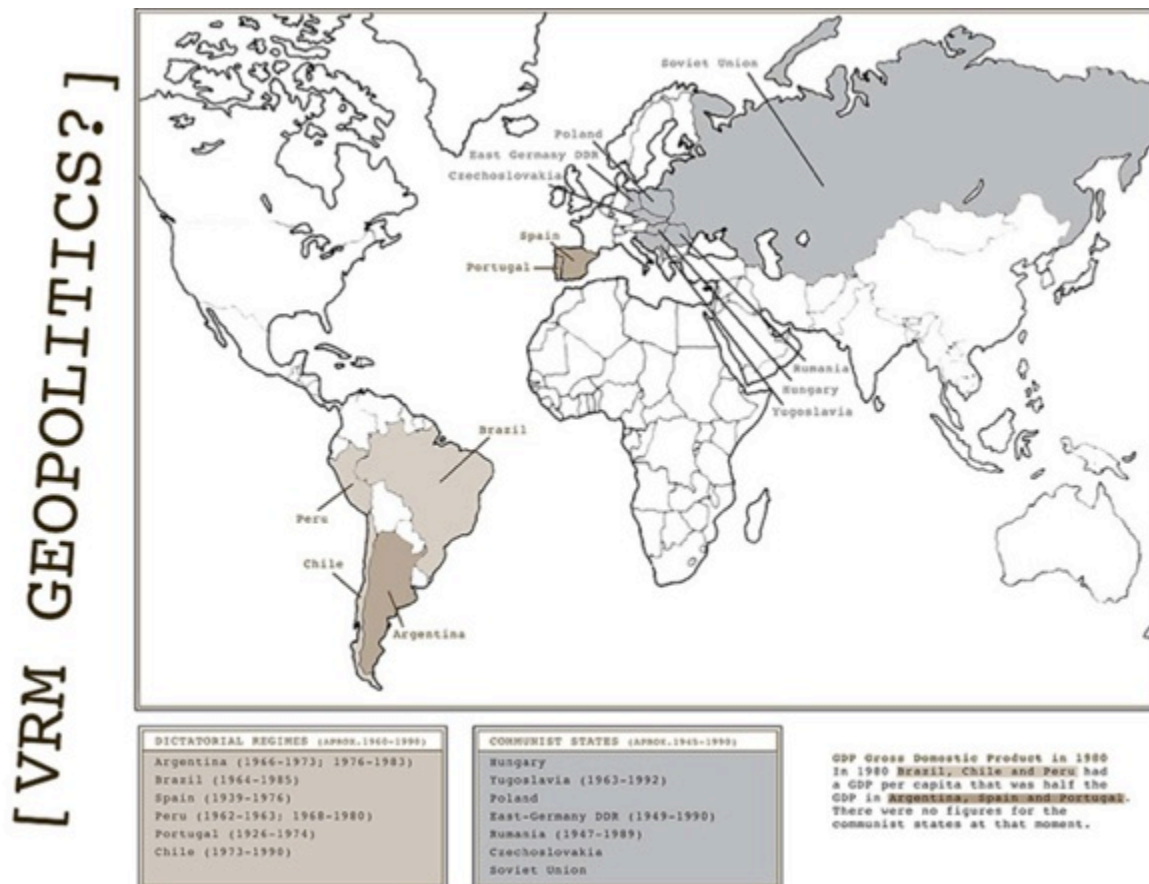 [VRM GEOPOLITICS?]
Soviet Union
Poland
East Germany DDR
Czechoslovakia
Spain
Portugal
Rumania
Hungary
Yugoslavia
Brazil
Peru
Chile
Argentina
DICTATORIAL REGIMES (APROX.1960-1990)
Argentina (1966-1973; 1976-1983)
Brazil (1964-1985)
Spain (1939-1976)
Peru (1962-1963; 1968-1980)
Portugal (1926-1974)
Chile (1973-1990)
COMMUNIST STATES (APROX.1945-1990)
Hungary
Yugoslavia (1963-1992)
Poland
East-Germany DDR (1949-1990)
Rumania (1947-1989)
Czechoslovakia
Soviet Union
GDP Gross Domestic Product in 1980
In 1980 Brazil, Chile and Peru had
a GDP per capita that was half the
GDP in Argentina, Spain and Portugal.
There were no figures for the
communist states at that moment.